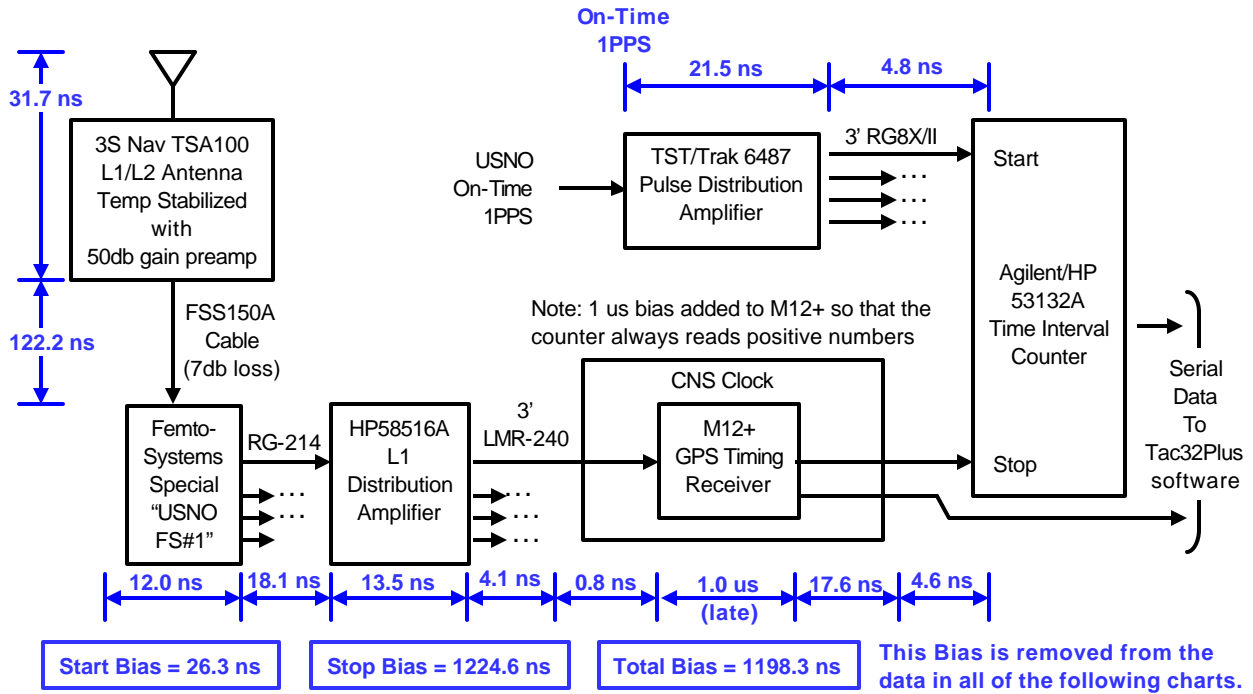 On-Time
1PPS
21.5 ns
4.8 ns
31.7 ns
3S Nav TSA100
L1/L2 Antenna
Temp Stabilized
with
50db gain preamp
USNO
On-Time
1PPS
TST/Trak 6487
Pulse Distribution
Amplifier
3’ RG8X/II
...
...
...
Start
Agilent/HP
53132A
Time Interval
Counter
Stop
122.2 ns
FSS150A
Cable
(7db loss)
Note: 1 us bias added to M12+ so that the
counter always reads positive numbers
Serial
Data
To
Tac32Plus
software
Femto-
Systems
Special
“USNO
FS#1”
RG-214
...
...
HP58516A
L1
Distribution
Amplifier
3’
LMR-240
...
...
...
CNS Clock
M12+
GPS Timing
Receiver
12.0 ns
18.1 ns
13.5 ns
4.1 ns
0.8 ns
1.0 us
(late)
17.6 ns
4.6 ns
Start Bias = 26.3 ns
Stop Bias = 1224.6 ns
Total Bias = 1198.3 ns
This Bias is removed from the
data in all of the following charts.